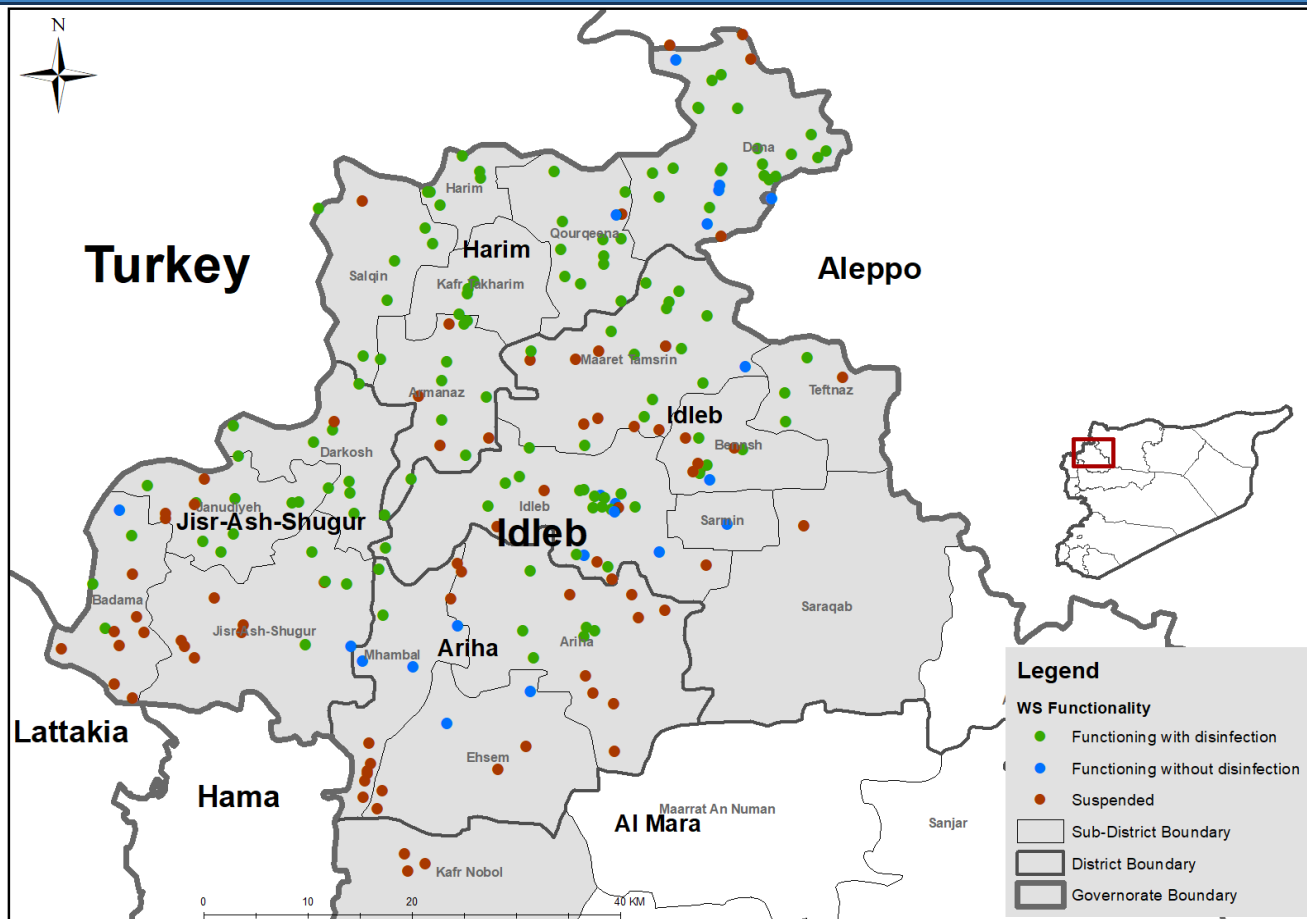 N
Dana
Harim
Qourqeena
Harim
Turkey
Aleppo
Salqin
Kafr Takharim
Maaret Tamsrin
Teftnaz
Armanaz
Idleb
Bennsh
Darkosh
Janudiyeh
Idleb
Jisr-Ash-Shugur
Sarmin
Idleb
Badama
Saraqab
Jisr-Ash-Shugur
Ariha
Mhambal
Ariha
Lattakia
Ehsem
Hama
Maarrat An Numan
Al Mara
Sanjar
Kafr Nobol
0
10
20
40 KM
Legend
WS Functionality
Functioning with disinfection
Functioning without disinfection
Suspended
Sub-District Boundary
District Boundary
Governorate Boundary